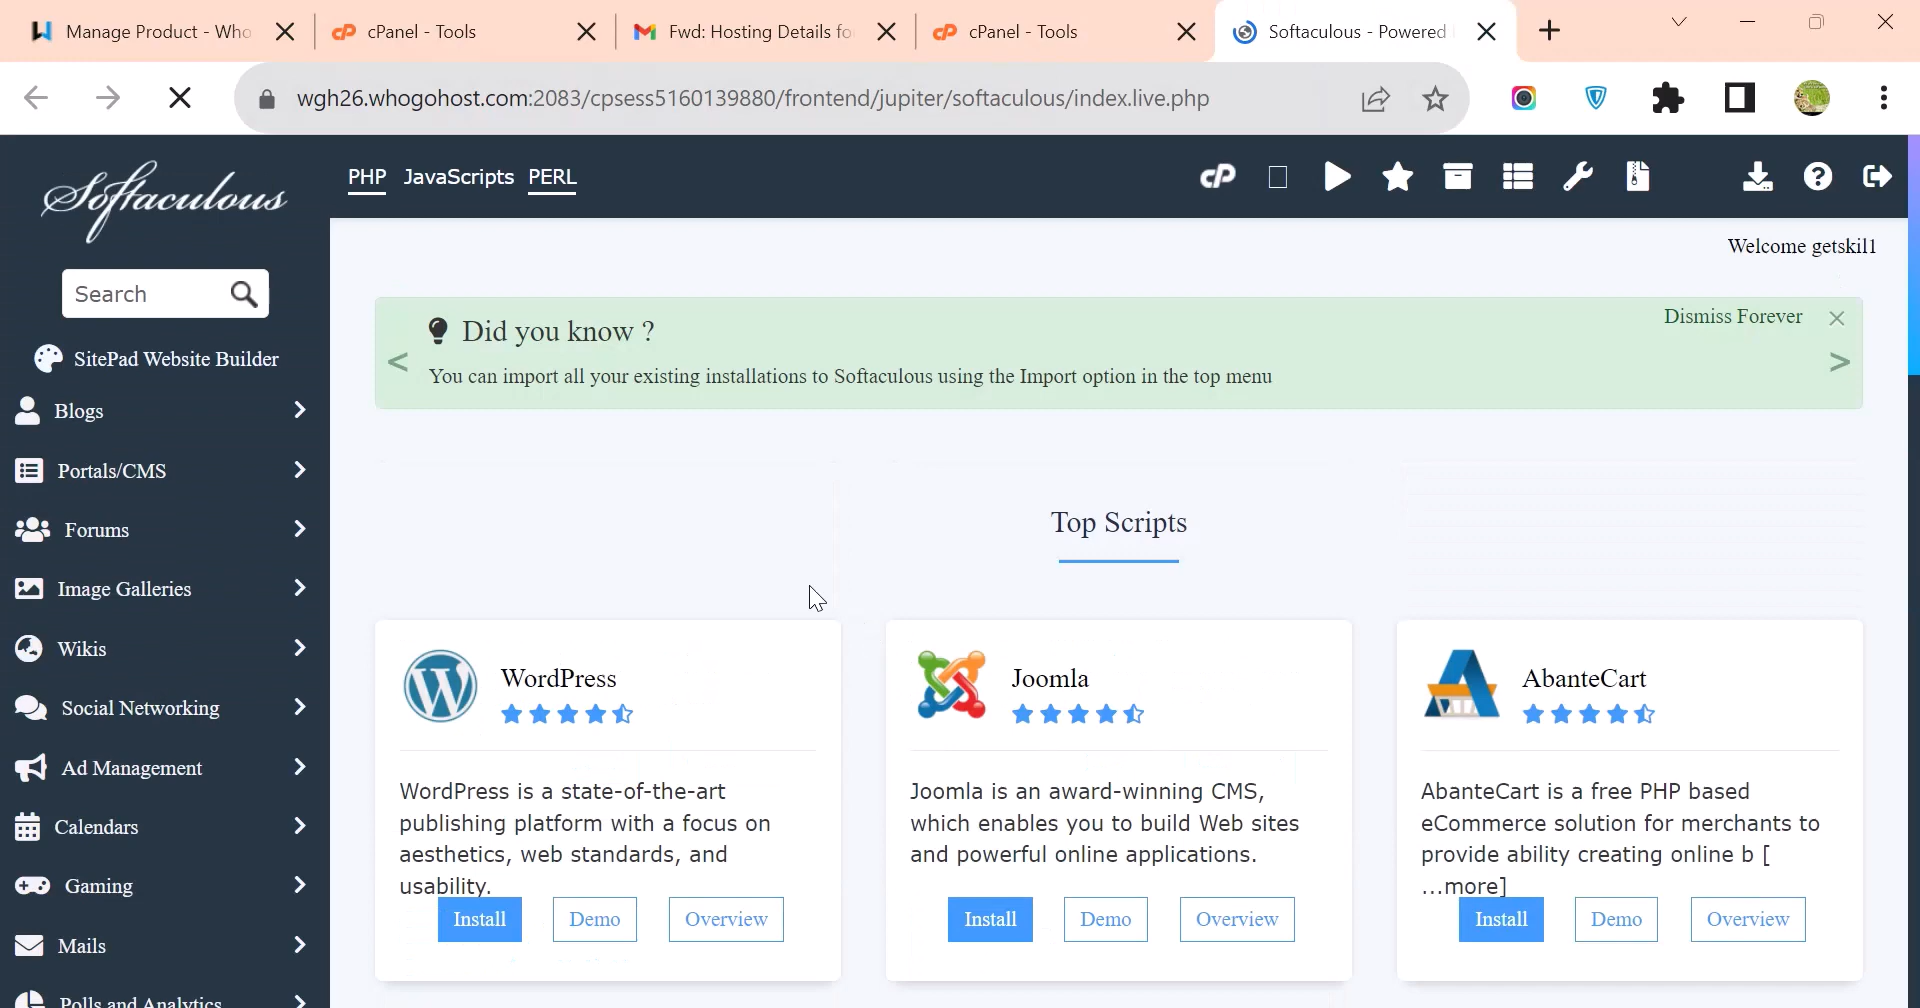 Manage Product - Who
cPanel - Tools
Fwd: Hosting Details fo
cPanel - Tools
Softaculous - Powered
wgh26.whogohost.com:2083/cpsess5160139880/frontend/jupiter/softaculous/index.live.php
Softaculous
PHP JavaScripts PERL
cP
Welcome getskil1
Search
SitePad Website Builder
Blogs
Portals/CMS
Forums
Image Galleries
Wikis
Social Networking
Ad Management
Calendars
Gaming
Mails
Polls and Analytics
Did you know ?
Dismiss Forever
You can import all your existing installations to Softaculous using the Import option in the top menu
Top Scripts
WordPress
WordPress is a state-of-the-art
publishing platform with a focus on
aesthetics, web standards, and
usability.
Install Demo Overview
Joomla
Joomla is an award-winning CMS,
which enables you to build Web sites
and powerful online applications.
Install Demo Overview
AbanteCart
AbanteCart is a free PHP based
eCommerce solution for merchants to
provide ability creating online b [
...more]
Install Demo Overview